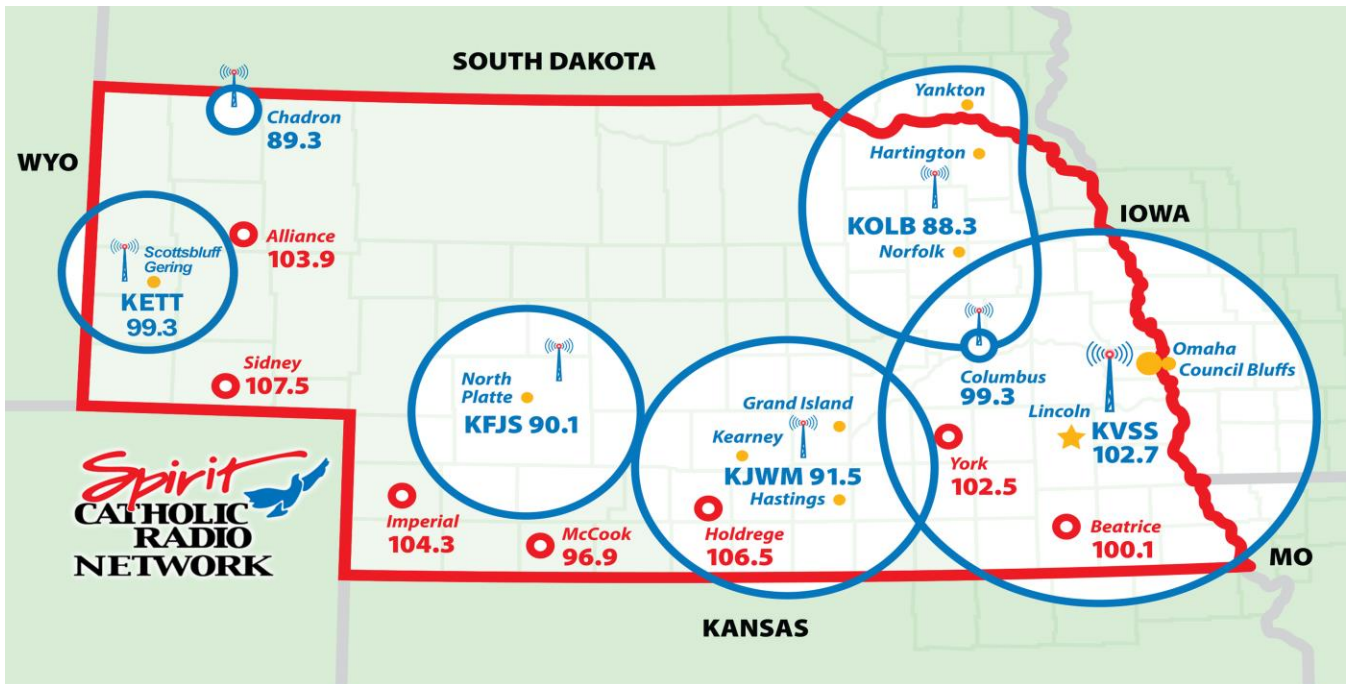 SOUTH DAKOTA
WYO
Chadron
89.3
Yankton
Hartington
KOLB 88.3
Norfolk
IOWA
Alliance
103.9
Scottsbluff
Gering
KETT
99.3
Sidney
107.5
North
Platte
KFJS 90.1
Grand Island
Kearney
KJWM 91.5
Hastings
Columbus
99.3
Omaha
Council Bluffs
Lincoln
KVSS
102.7
York
102.5
Imperial
104.3
McCook
96.9
Holdrege
106.5
Beatrice
100.1
MO
KANSAS
Spirit
CATHOLIC
RADIO
NETWORK